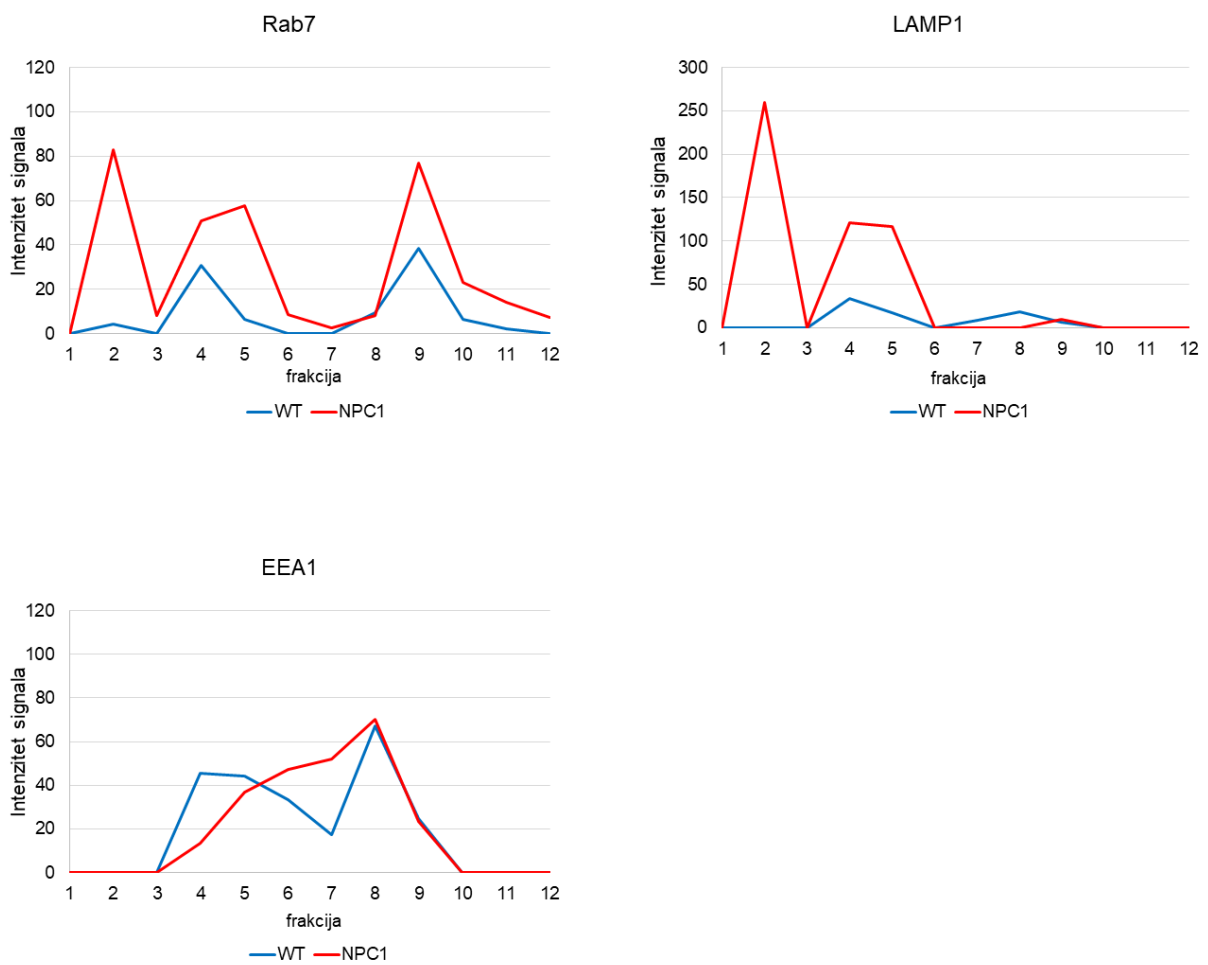 Rab7
120
100
80
60
40
20
0
Intenzitet signala
1 2 3 4 5 6 7 8 9 10 11 12
frakcija
WT NPC1
LAMP1
300
250
200
150
100
50
0
Intenzitet signala
1 2 3 4 5 6 7 8 9 10 11 12
frakcija
WT NPC1
EEA1
120
100
80
60
40
20
0
Intenzitet signala
1 2 3 4 5 6 7 8 9 10 11 12
frakcija
WT NPC1